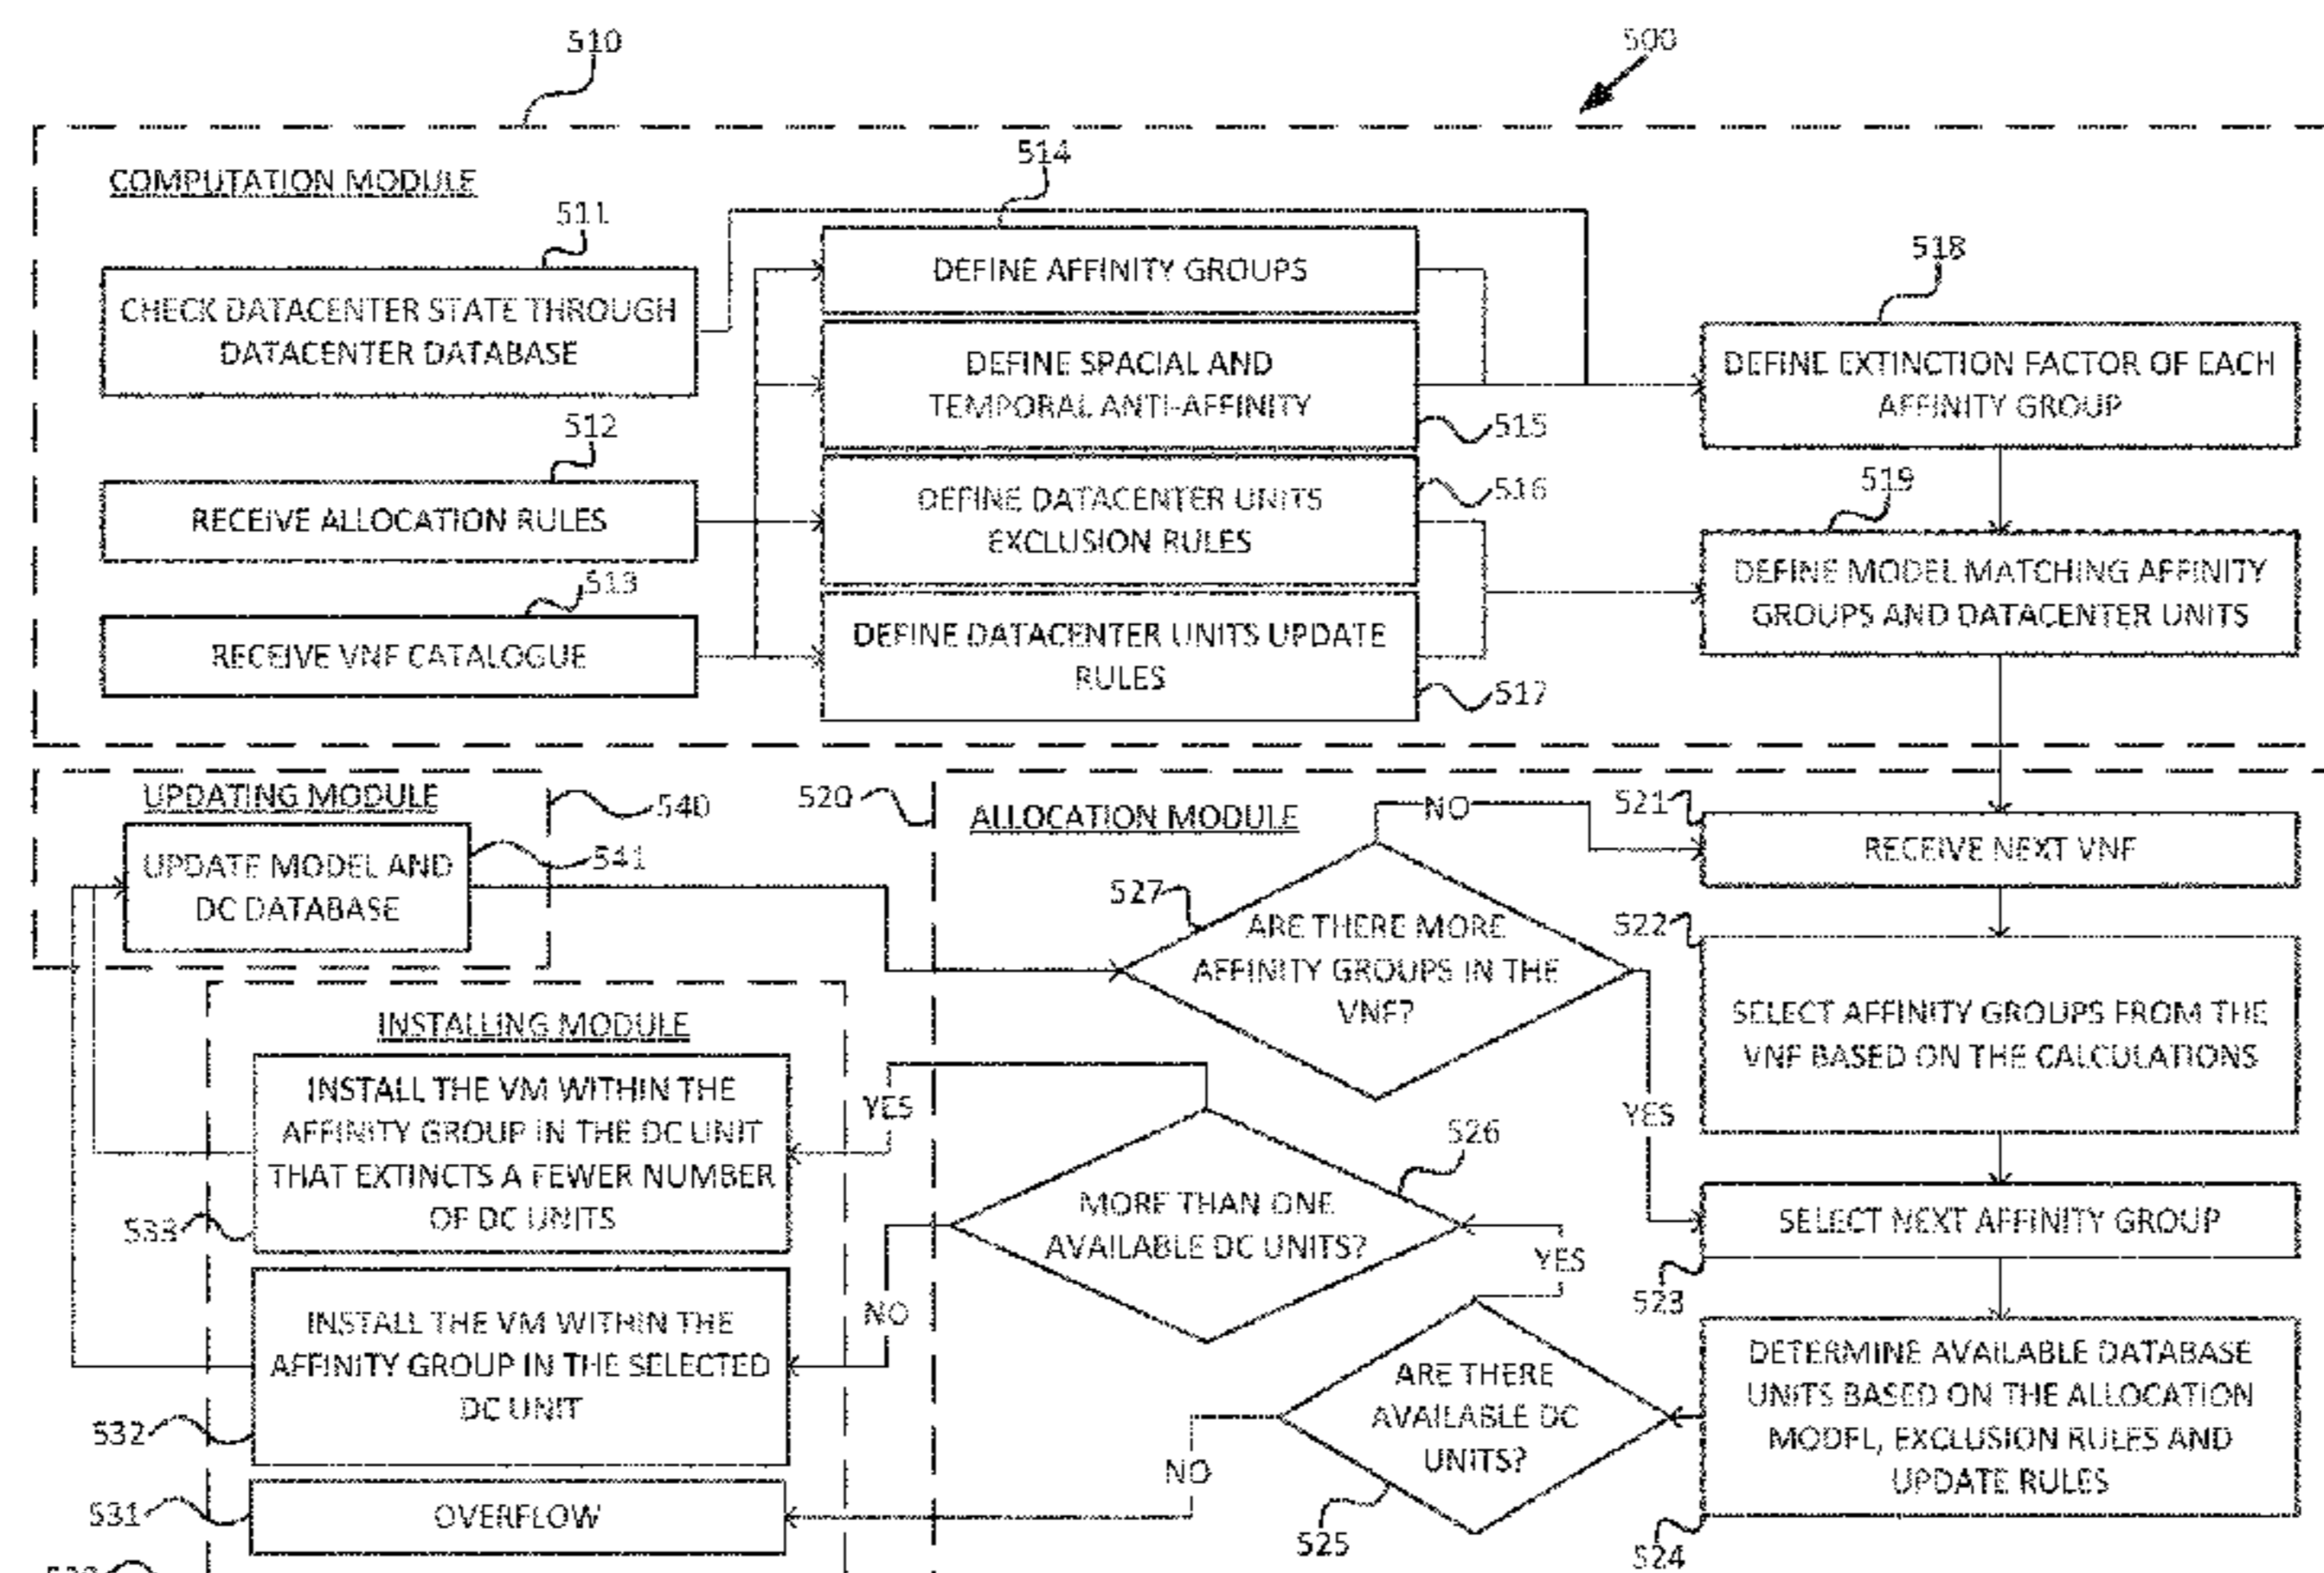 510
500
COMPUTATION MODULE
511
CHECK DATACENTER STATE THROUGH
DATACENTER DATABASE
512
RECEIVE ALLOCATION RULES
513
RECEIVE VNF CATALOGUE
514
DEFINE AFFINITY GROUPS
DEFINE SPACIAL AND
TEMPORAL ANTI-AFFINITY
515
DEFINE DATACENTER UNITS
EXCLUSION RULES
516
DEFINE DATACENTER UNITS UPDATE
RULES
517
518
DEFINE EXTINCTION FACTOR OF EACH
AFFINITY GROUP
519
DEFINE MODEL MATCHING AFFINITY
GROUPS AND DATACENTER UNITS
UPDATING MODULE
540
UPDATE MODEL AND
DC DATABASE
541
520
ALLOCATION MODULE
NO
521
RECEIVE NEXT VNF
527
ARE THERE MORE
AFFINITY GROUPS IN THE
VNF?
522
SELECT AFFINITY GROUPS FROM THE
VNF BASED ON THE CALCULATIONS
YES
SELECT NEXT AFFINITY GROUP
523
INSTALLING MODULE
INSTALL THE VM WITHIN THE
AFFINITY GROUP IN THE DC UNIT
THAT EXTINCTS A FEWER NUMBER
OF DC UNITS
533
YES
526
MORE THAN ONE
AVAILABLE DC UNITS?
YES
NO
INSTALL THE VM WITHIN THE
AFFINITY GROUP IN THE SELECTED
DC UNIT
532
ARE THERE
AVAILABLE DC
UNITS?
525
DETERMINE AVAILABLE DATABASE
UNITS BASED ON THE ALLOCATION
MODEL, EXCLUSION RULES AND
UPDATE RULES
524
NO
531
OVERFLOW